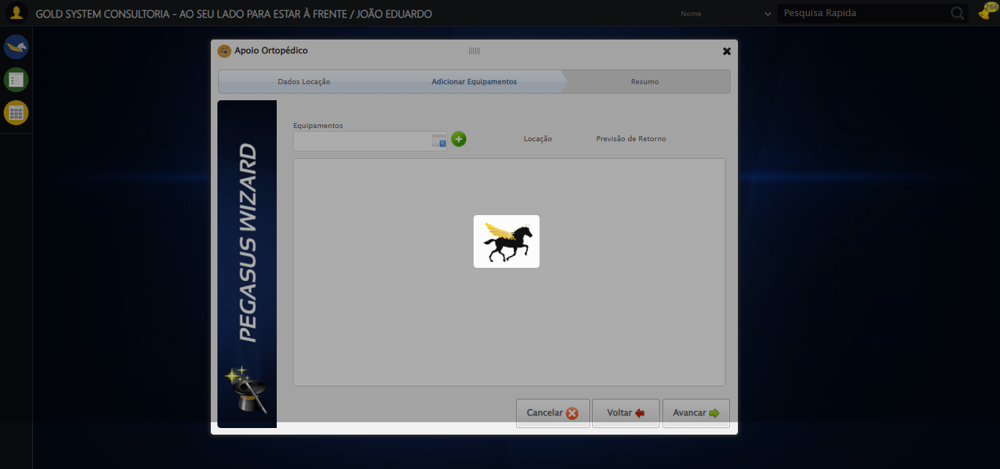 GOLD SYSTEM CONSULTORIA - AO SEU LADO PARA ESTAR À FRENTE / JOÃO EDUARDO
Nome
Pesquisa Rapida
266
Apoio Ortopédico
Dados Locação
Adicionar Equipamentos
Resumo
PEGASUS WIZARD
Equipamentos
Locação
Previsão de Retorno
Cancelar
Voltar
Avancar